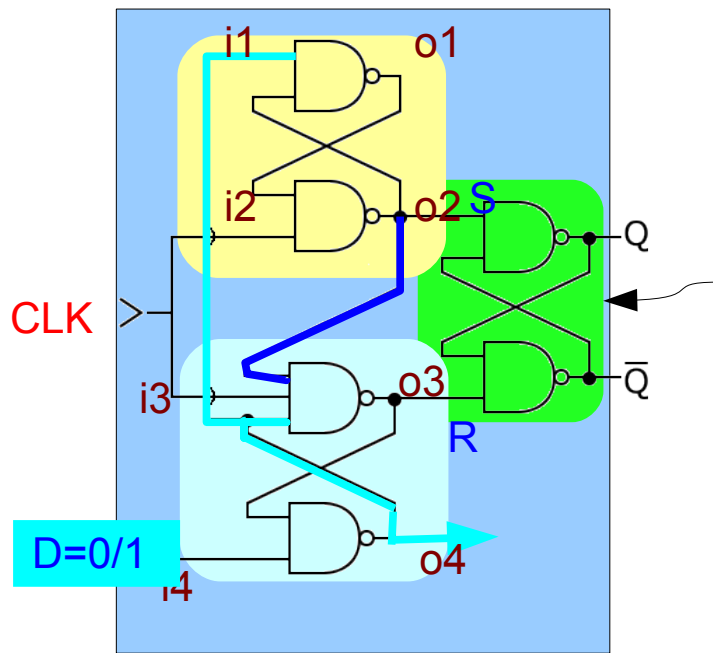 i1 o1
i2 o2 S
Q
CLK
Q̅
i3 o3
R
D=0/1
i4 o4